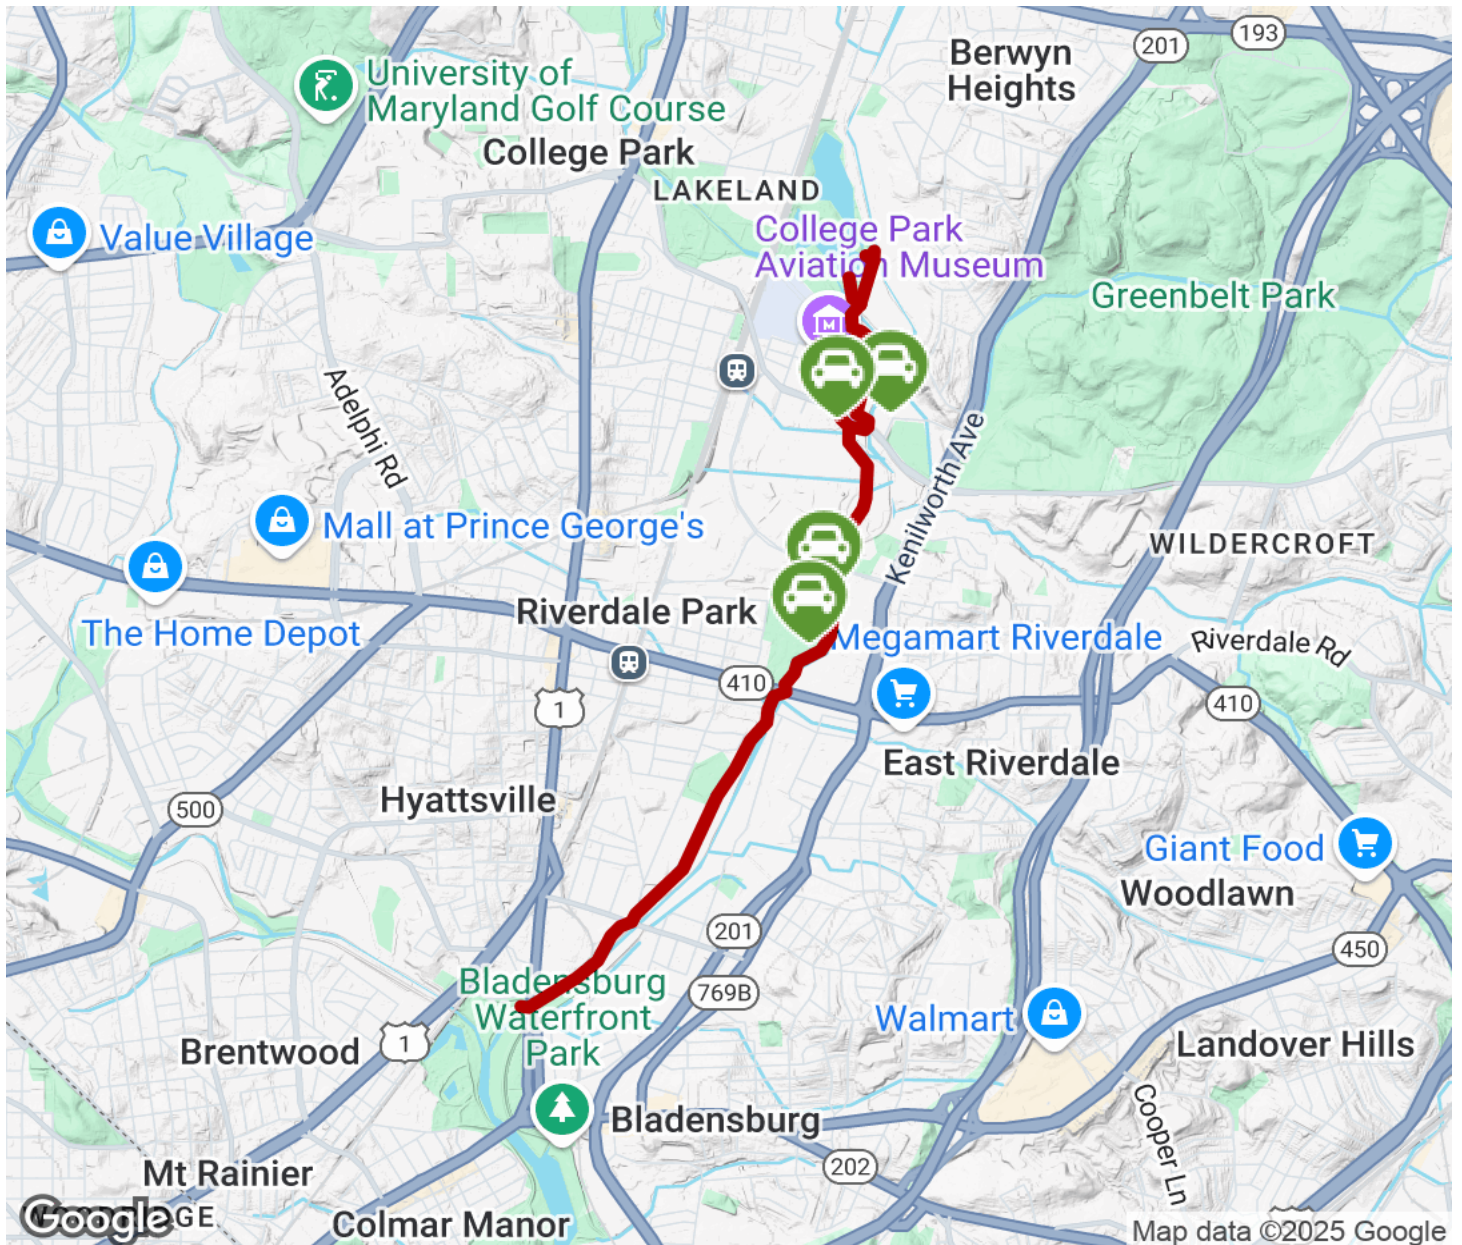 193
201
Berwyn
Heights
University of
Maryland Golf Course
College Park
LAKELAND
Value Village
College Park
Aviation Museum
Greenbelt Park
Adelphi Rd
Kenilworth Ave
Mall at Prince George's
WILDERCROFT
The Home Depot
Riverdale Park
Megamart Riverdale
Riverdale Rd
410
410
1
East Riverdale
Hyattsville
500
Giant Food
Woodlawn
201
450
Bladensburg
Waterfront
Park
769B
Walmart
Brentwood
1
Landover Hills
Cooper Ln
Bladensburg
Mt Rainier
202
Google
Colmar Manor
Map data ©2025 Google